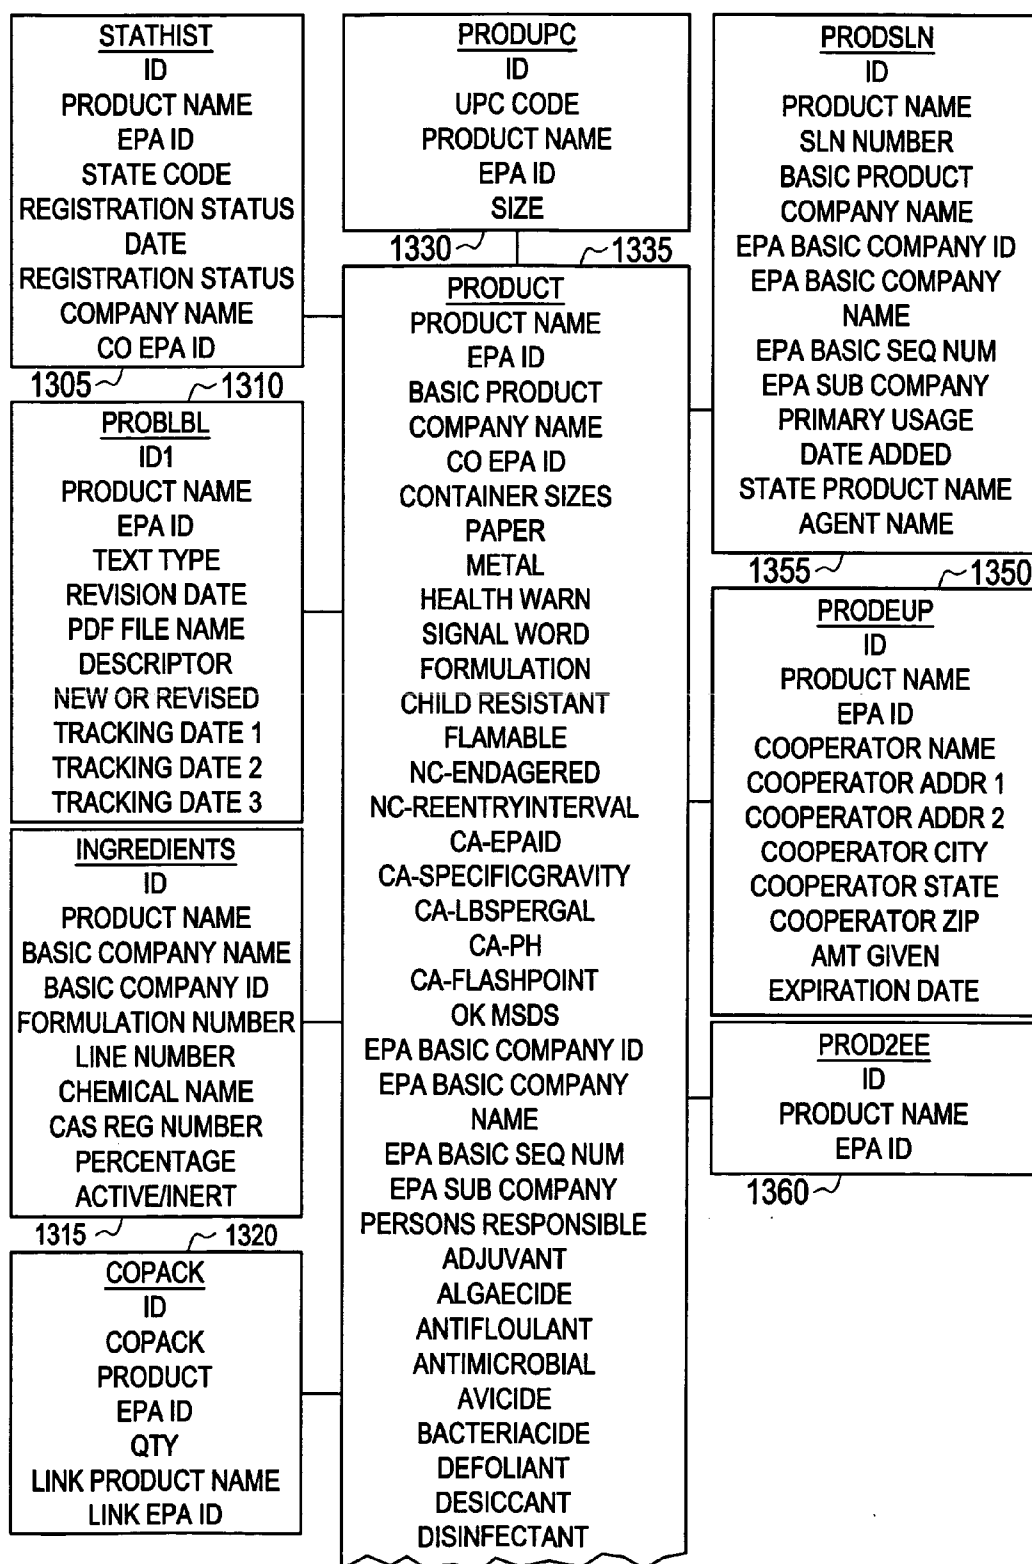 STATHIST
ID
PRODUCT NAME
EPA ID
STATE CODE
REGISTRATION STATUS
DATE
REGISTRATION STATUS
COMPANY NAME
CO EPA ID
1305
1310
PROBLBL
ID1
PRODUCT NAME
EPA ID
TEXT TYPE
REVISION DATE
PDF FILE NAME
DESCRIPTOR
NEW OR REVISED
TRACKING DATE 1
TRACKING DATE 2
TRACKING DATE 3
INGREDIENTS
ID
PRODUCT NAME
BASIC COMPANY NAME
BASIC COMPANY ID
FORMULATION NUMBER
LINE NUMBER
CHEMICAL NAME
CAS REG NUMBER
PERCENTAGE
ACTIVE/INERT
1315
1320
COPACK
ID
COPACK
PRODUCT
EPA ID
QTY
LINK PRODUCT NAME
LINK EPA ID
PRODUPC
ID
UPC CODE
PRODUCT NAME
EPA ID
SIZE
1330
1335
PRODUCT
PRODUCT NAME
EPA ID
BASIC PRODUCT
COMPANY NAME
CO EPA ID
CONTAINER SIZES
PAPER
METAL
HEALTH WARN
SIGNAL WORD
FORMULATION
CHILD RESISTANT
FLAMABLE
NC-ENDAGERED
NC-REENTRYINTERVAL
CA-EPAID
CA-SPECIFICGRAVITY
CA-LBSPERGAL
CA-PH
CA-FLASHPOINT
OK MSDS
EPA BASIC COMPANY ID
EPA BASIC COMPANY
NAME
EPA BASIC SEQ NUM
EPA SUB COMPANY
PERSONS RESPONSIBLE
ADJUVANT
ALGAECIDE
ANTIFLOULANT
ANTIMICROBIAL
AVICIDE
BACTERIACIDE
DEFOLIANT
DESICCANT
DISINFECTANT
PRODSLN
ID
PRODUCT NAME
SLN NUMBER
BASIC PRODUCT
COMPANY NAME
EPA BASIC COMPANY ID
EPA BASIC COMPANY
NAME
EPA BASIC SEQ NUM
EPA SUB COMPANY
PRIMARY USAGE
DATE ADDED
STATE PRODUCT NAME
AGENT NAME
1355
1350
PRODEUP
ID
PRODUCT NAME
EPA ID
COOPERATOR NAME
COOPERATOR ADDR 1
COOPERATOR ADDR 2
COOPERATOR CITY
COOPERATOR STATE
COOPERATOR ZIP
AMT GIVEN
EXPIRATION DATE
PROD2EE
ID
PRODUCT NAME
EPA ID
1360